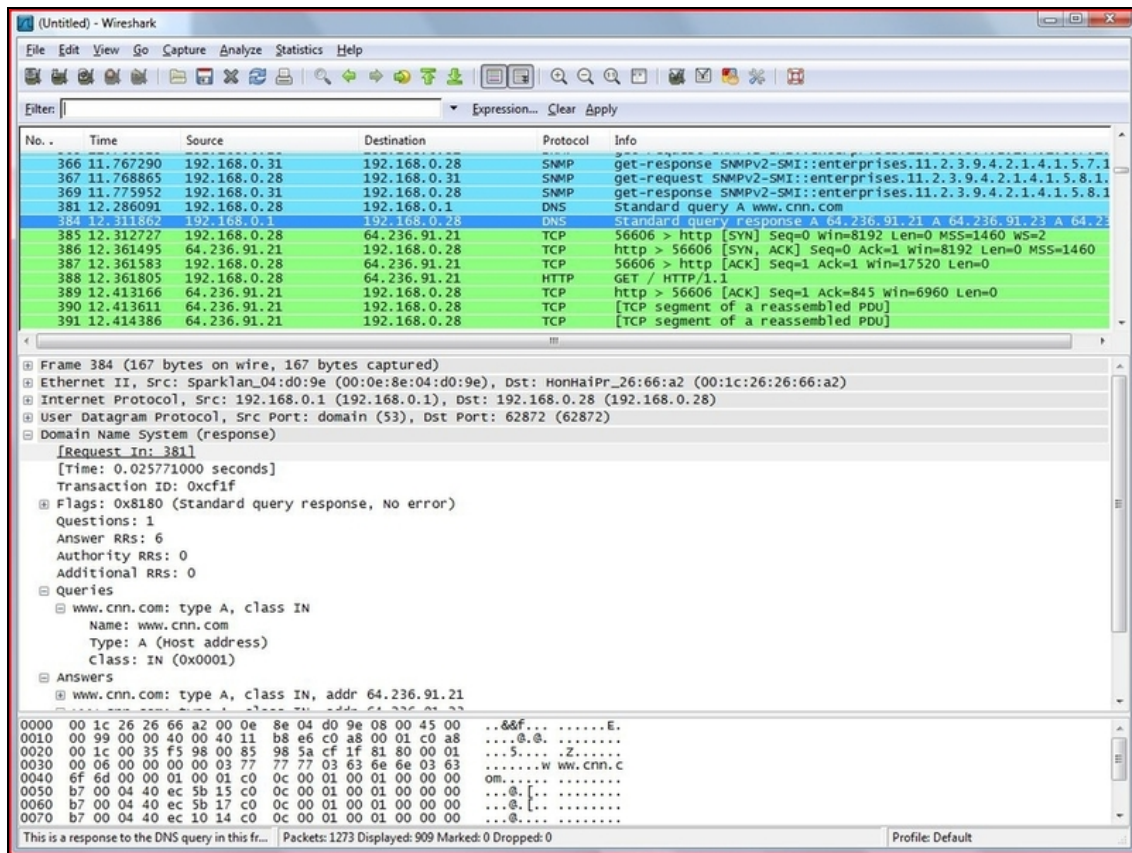 (Untitled) - Wireshark
File Edit View Go Capture Analyze Statistics Help
Filter: Expression... Clear Apply
No. . Time Source Destination Protocol Info
366 11.767290 192.168.0.31 192.168.0.28 SNMP get-response SNMPv2-SMI::enterprises.11.2.3.9.4.2.1.4.1.5.7.1
367 11.768865 192.168.0.28 192.168.0.31 SNMP get-request SNMPv2-SMI::enterprises.11.2.3.9.4.2.1.4.1.5.8.1.
369 11.775952 192.168.0.31 192.168.0.28 SNMP get-response SNMPv2-SMI::enterprises.11.2.3.9.4.2.1.4.1.5.8.1
381 12.286091 192.168.0.28 192.168.0.1 DNS Standard query A www.cnn.com
384 12.311862 192.168.0.1 192.168.0.28 DNS Standard query response A 64.236.91.21 A 64.236.91.23 A 64.23
385 12.312727 192.168.0.28 64.236.91.21 TCP 56606 > http [SYN] Seq=0 Win=8192 Len=0 MSS=1460 WS=2
386 12.361495 64.236.91.21 192.168.0.28 TCP http > 56606 [SYN, ACK] Seq=0 Ack=1 Win=8192 Len=0 MSS=1460
387 12.361583 192.168.0.28 64.236.91.21 TCP 56606 > http [ACK] Seq=1 Ack=1 Win=17520 Len=0
388 12.361805 192.168.0.28 64.236.91.21 HTTP GET / HTTP/1.1
389 12.413166 64.236.91.21 192.168.0.28 TCP http > 56606 [ACK] Seq=1 Ack=845 Win=6960 Len=0
390 12.413611 64.236.91.21 192.168.0.28 TCP [TCP segment of a reassembled PDU]
391 12.414386 64.236.91.21 192.168.0.28 TCP [TCP segment of a reassembled PDU]
Frame 384 (167 bytes on wire, 167 bytes captured)
Ethernet II, Src: Sparklan_04:d0:9e (00:0e:8e:04:d0:9e), Dst: HonHaiPr_26:66:a2 (00:1c:26:26:66:a2)
Internet Protocol, Src: 192.168.0.1 (192.168.0.1), Dst: 192.168.0.28 (192.168.0.28)
User Datagram Protocol, Src Port: domain (53), Dst Port: 62872 (62872)
Domain Name System (response)
[Request In: 381]
[Time: 0.025771000 seconds]
Transaction ID: 0xcf1f
Flags: 0x8180 (Standard query response, No error)
Questions: 1
Answer RRs: 6
Authority RRs: 0
Additional RRs: 0
Queries
www.cnn.com: type A, class IN
Name: www.cnn.com
Type: A (Host address)
Class: IN (0x0001)
Answers
www.cnn.com: type A, class IN, addr 64.236.91.21
0000 00 1c 26 26 66 a2 00 0e 8e 04 d0 9e 08 00 45 00 ..&&f... ......E.
0010 00 99 00 00 40 00 40 11 b8 e6 c0 a8 00 01 c0 a8 ....@.@. ........
0020 00 1c 00 35 f5 98 00 85 98 5a cf 1f 81 80 00 01 ...5.... .Z......
0030 00 06 00 00 00 00 03 77 77 77 03 63 6e 6e 03 63 .......w ww.cnn.c
0040 6f 6d 00 00 01 00 01 c0 0c 00 01 00 01 00 00 00 om...... ........
0050 b7 00 04 40 ec 5b 15 c0 0c 00 01 00 01 00 00 00 ...@.[.. ........
0060 b7 00 04 40 ec 5b 17 c0 0c 00 01 00 01 00 00 00 ...@.[.. ........
0070 b7 00 04 40 ec 10 14 c0 0c 00 01 00 01 00 00 00 ...@.... ........
This is a response to the DNS query in this fr... Packets: 1273 Displayed: 909 Marked: 0 Dropped: 0 Profile: Default